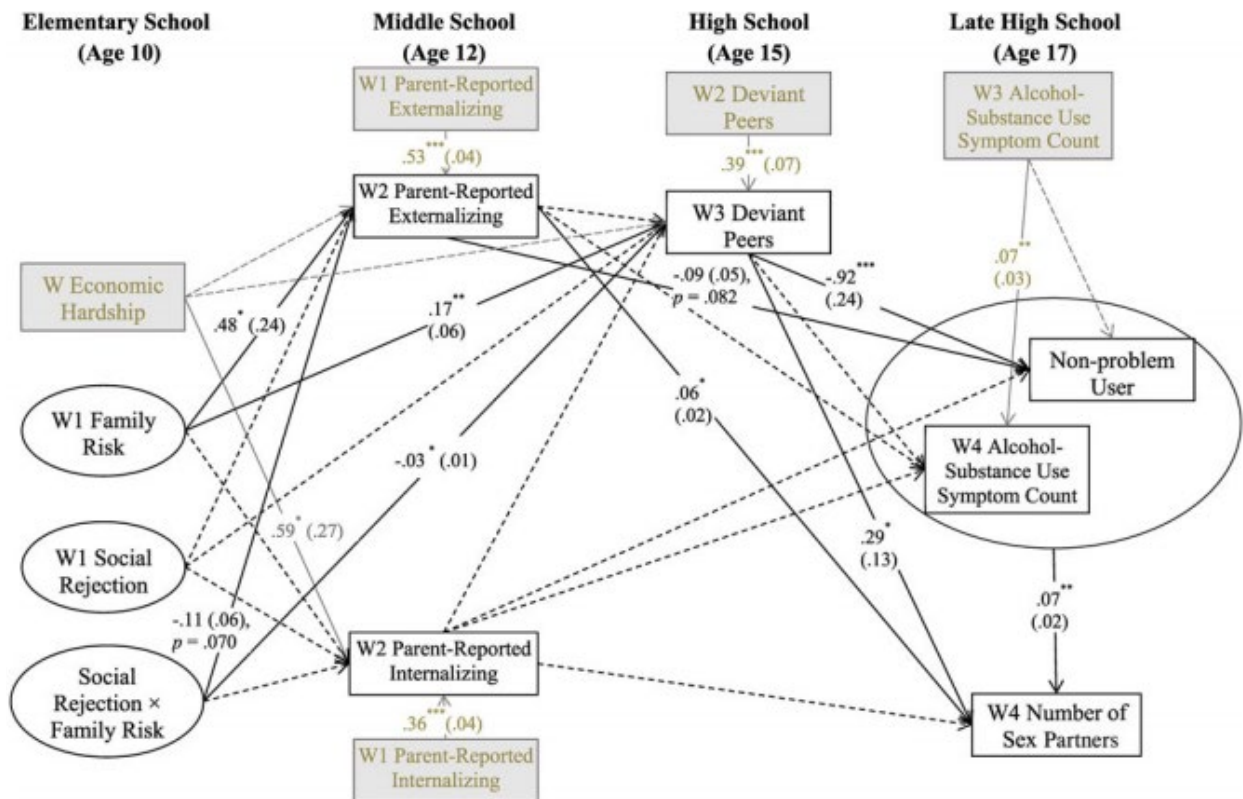 Elementary School
(Age 10)
Middle School
(Age 12)
High School
(Age 15)
Late High School
(Age 17)
W1 Parent-Reported
Externalizing
W2 Deviant
Peers
W3 Alcohol-
Substance Use
Symptom Count
.53*** (.04)
.39*** (.07)
W2 Parent-Reported
Externalizing
W3 Deviant
Peers
W Economic
Hardship
.48* (.24)
.17**
(.06)
-.09 (.05),
p = .082
-.92***
(.24)
.07**
(.03)
Non-problem
User
W1 Family
Risk
.06*
(.02)
-.03* (.01)
W4 Alcohol-
Substance Use
Symptom Count
.59* (.27)
.29*
(.13)
W1 Social
Rejection
-.11 (.06),
p = .070
.07**
(.02)
W2 Parent-Reported
Internalizing
Social
Rejection ×
Family Risk
W4 Number of
Sex Partners
.36*** (.04)
W1 Parent-Reported
Internalizing